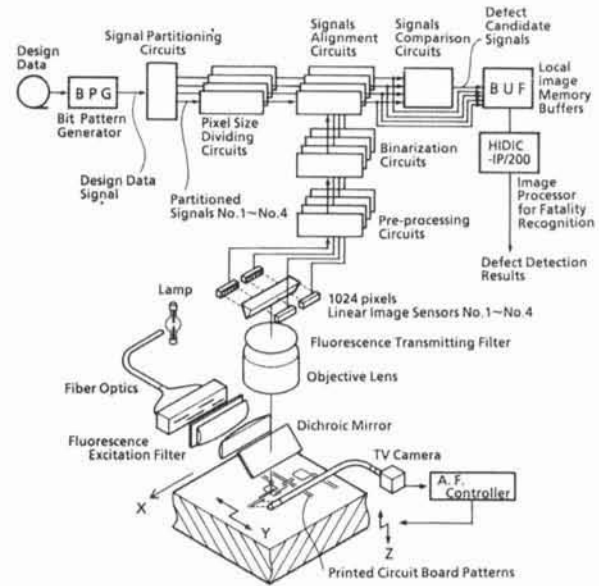 Design
Data
Signal Partitioning
Circuits
Signals
Alignment
Circuits
Signals
Comparison
Circuits
Defect
Candidate
Signals
BPG
Bit Pattern
Generator
Pixel Size
Dividing
Circuits
BUF
Local
image
Memory
Buffers
Design Data
Signal
Partitioned
Signals No.1~No.4
Binarization
Circuits
HIDIC
-IP/200
Image
Processor
for Fatality
Recognition
Pre-processing
Circuits
Defect Detection
Results
Lamp
1024 pixels
Linear Image Sensors No.1~No.4
Fluorescence Transmitting Filter
Objective Lens
Fiber Optics
Dichroic Mirror
Fluorescence
Excitation Filter
TV Camera
A. F.
Controller
X
Y
Z
Printed Circuit Board Patterns